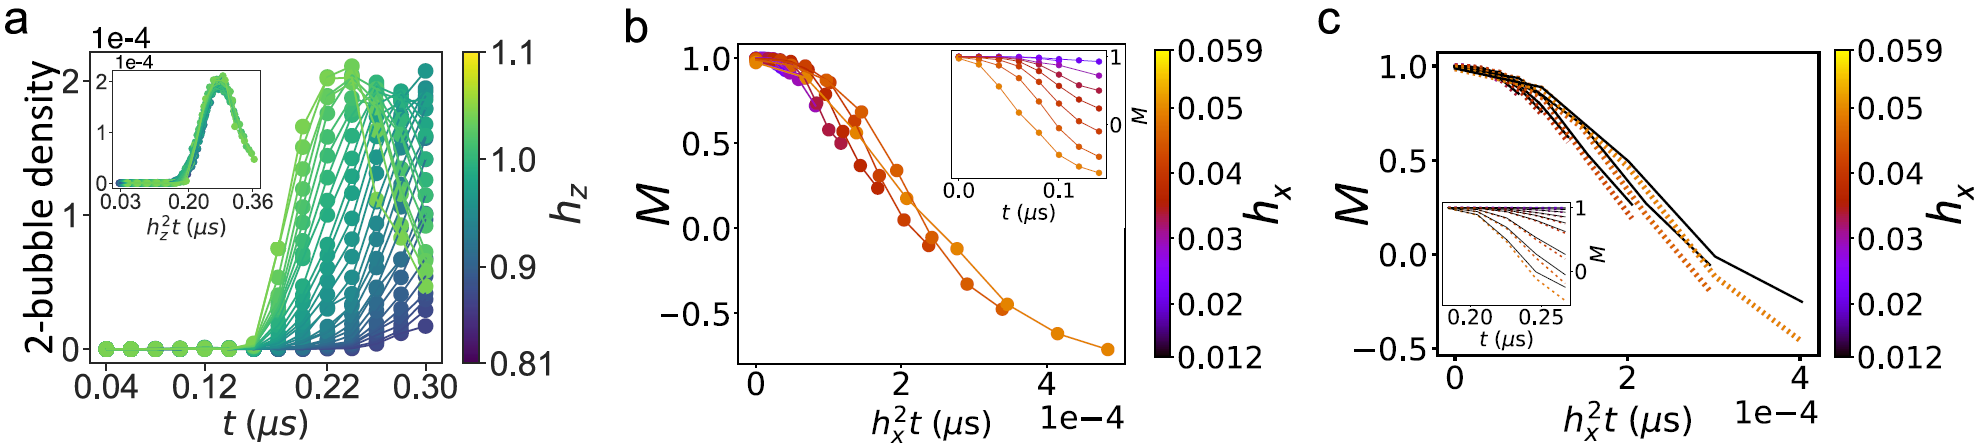 a
1e-4
2
1
0
2-bubble density
0.04
0.12
0.22
0.30
t (μs)
1e-4
2
1
0
0.03
0.20
0.36
h_z^2t (μs)
1.1
1.0
0.9
0.81
h_z
b
1.0
0.5
0.0
−0.5
M
0
2
4
1e−4
h_x^2t (μs)
1
0
M
0.0
0.1
t (μs)
0.059
0.05
0.04
0.03
0.02
0.012
h_x
c
1.0
0.5
0.0
−0.5
M
0
2
4
1e−4
h_x^2t (μs)
1
0
M
0.20
0.25
t (μs)
0.059
0.05
0.04
0.03
0.02
0.012
h_x